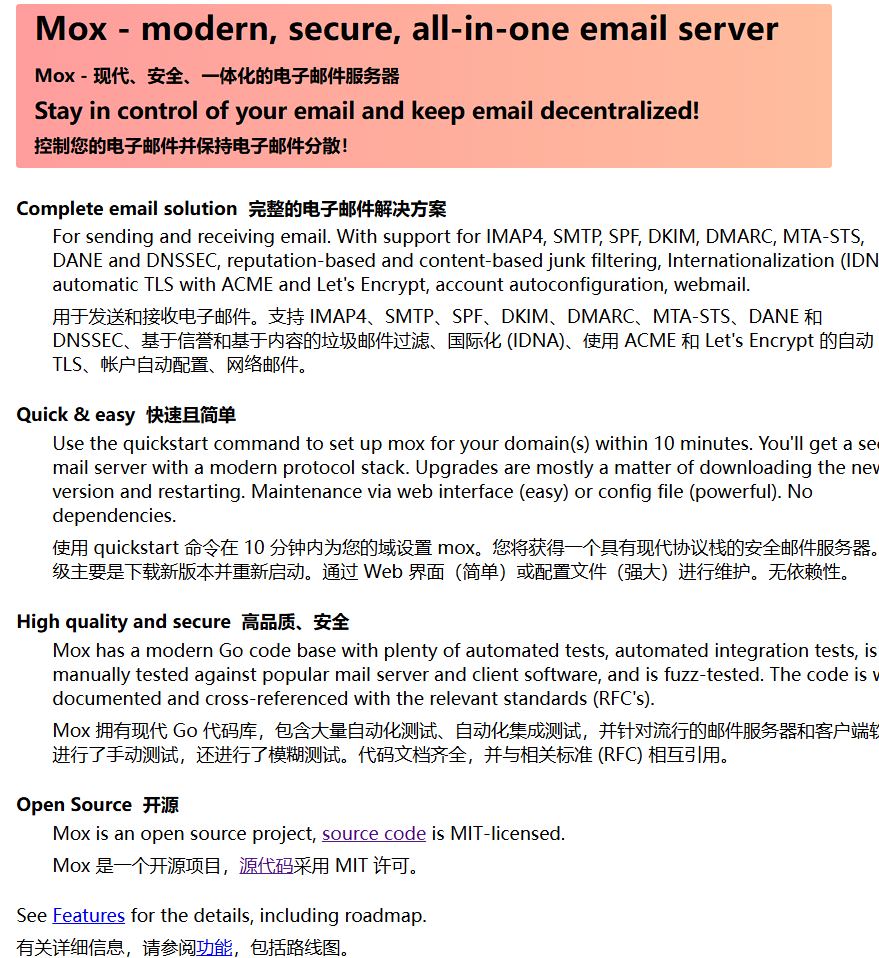 Mox - modern, secure, all-in-one email server
Mox - 现代、安全、一体化的电子邮件服务器
Stay in control of your email and keep email decentralized!
控制您的电子邮件并保持电子邮件分散！
Complete email solution 完整的电子邮件解决方案
For sending and receiving email. With support for IMAP4, SMTP, SPF, DKIM, DMARC, MTA-STS,
DANE and DNSSEC, reputation-based and content-based junk filtering, Internationalization (IDN
automatic TLS with ACME and Let's Encrypt, account autoconfiguration, webmail.
用于发送和接收电子邮件。支持 IMAP4、SMTP、SPF、DKIM、DMARC、MTA-STS、DANE 和
DNSSEC、基于信誉和基于内容的垃圾邮件过滤、国际化 (IDNA)、使用 ACME 和 Let's Encrypt 的自动
TLS、帐户自动配置、网络邮件。
Quick & easy 快速且简单
Use the quickstart command to set up mox for your domain(s) within 10 minutes. You'll get a
mail server with a modern protocol stack. Upgrades are mostly a matter of downloading the
version and restarting. Maintenance via web interface (easy) or config file (powerful). No
dependencies.
使用 quickstart 命令在 10 分钟内为您的域设置 mox。您将获得一个具有现代协议栈的安全邮件服务器。
级主要是下载新版本并重新启动。通过 Web 界面（简单）或配置文件（强大）进行维护。无依赖性。
High quality and secure 高品质、安全
Mox has a modern Go code base with plenty of automated tests, automated integration tests, is
manually tested against popular mail server and client software, and is fuzz-tested. The code is
documented and cross-referenced with the relevant standards (RFC's).
Mox 拥有现代 Go 代码库，包含大量自动化测试、自动化集成测试，并针对流行的邮件服务器和客户端
进行了手动测试，还进行了模糊测试。代码文档齐全，并与相关标准 (RFC) 相互引用。
Open Source 开源
Mox is an open source project, source code is MIT-licensed.
Mox 是一个开源项目，源代码采用 MIT 许可。
See Features for the details, including roadmap.
有关详细信息，请参阅功能，包括路线图。